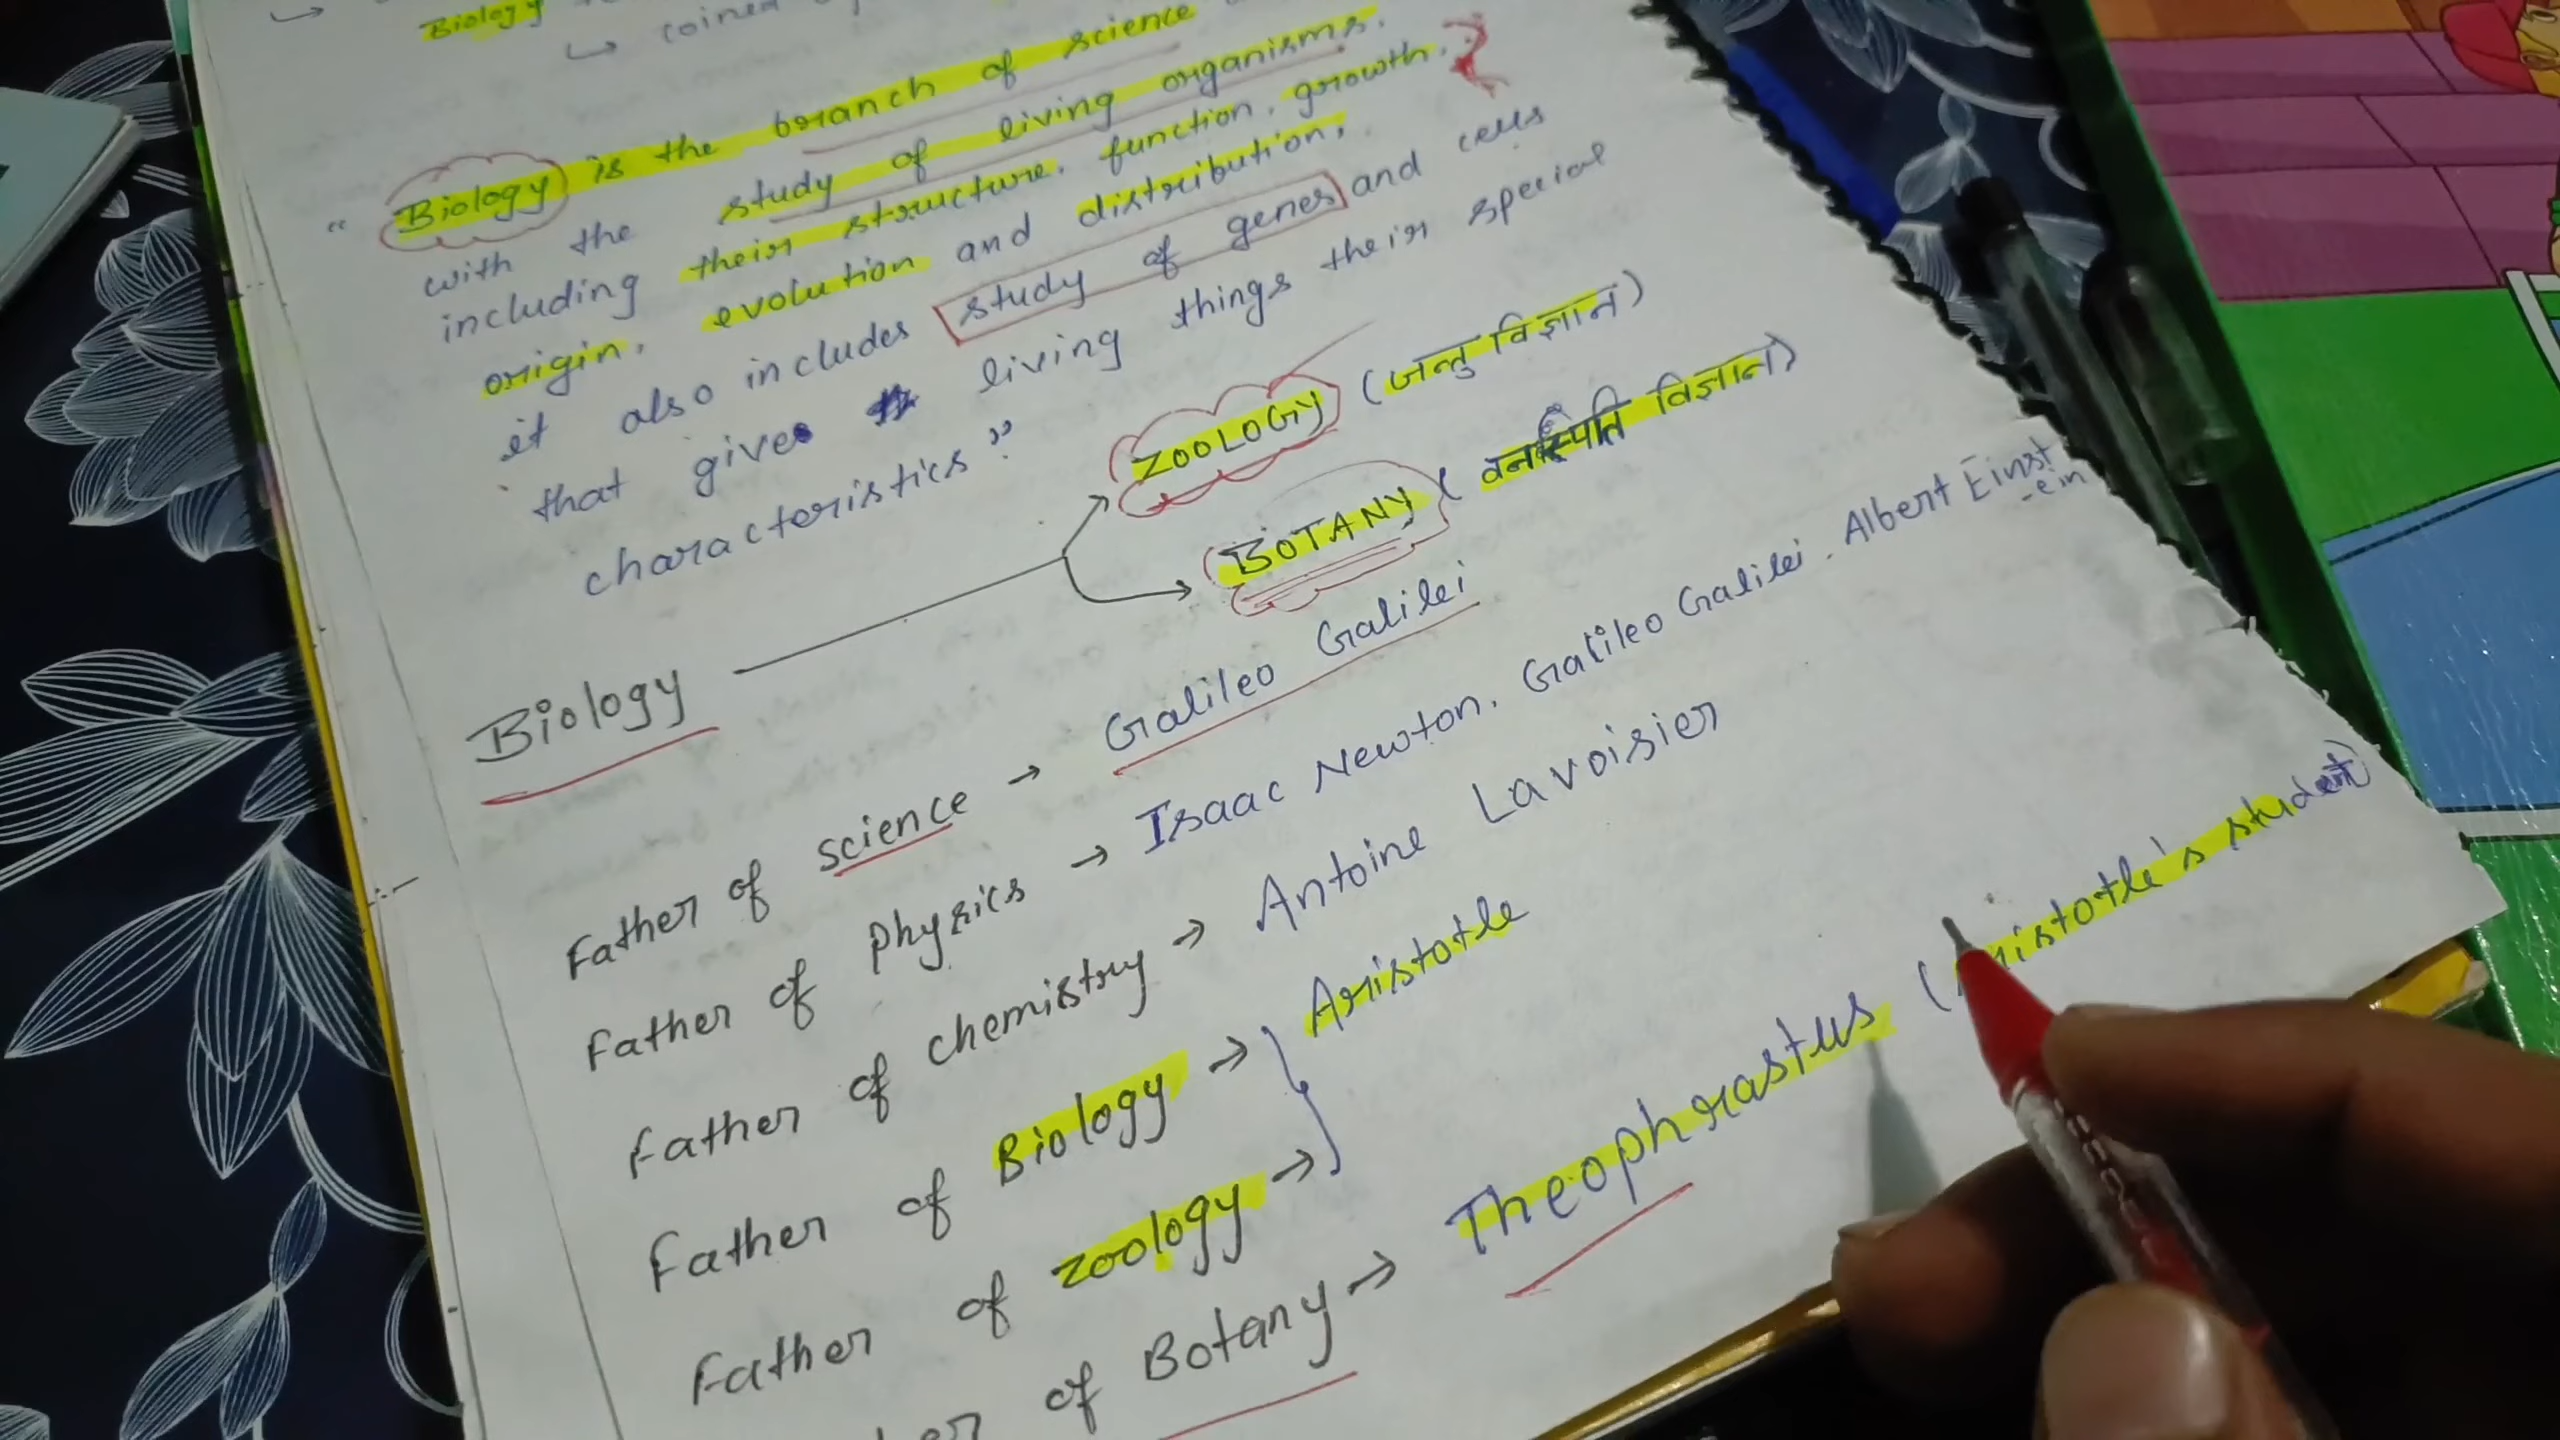 Biology
↳ coined
" Biology is the branch of science
with the study of living organisms.
including their structure, function, growth,
origin, evolution and distribution,
it also includes study of genes and cells
that gives living things their special
characteristics"
ZOOLOGY (जन्तु विज्ञान)
BOTANY (वनस्पति विज्ञान)
Biology
Father of science → Galileo Galilei
Father of Physics → Isaac Newton, Galileo Galilei, Albert Einst-ein
Father of chemistry → Antoine Lavoisier
Father of Biology → Aristotle
Father of zoology →
of Botany → Theophrastus (Aristotle's student)